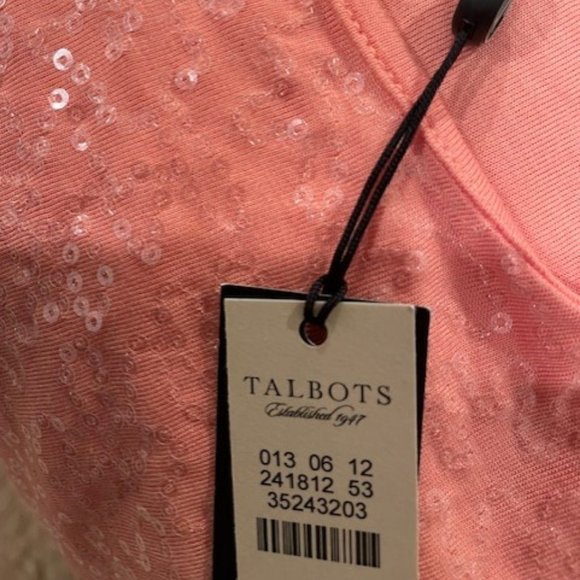 TALBOTS
Established 1947
013 06 12
241812 53
35243203